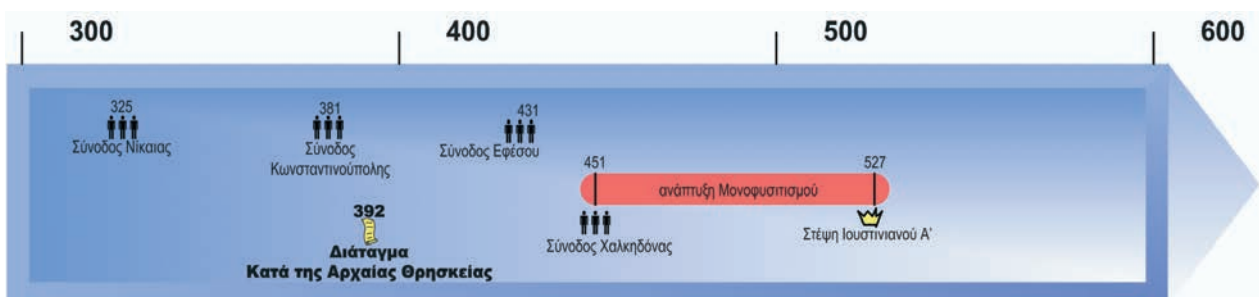 300 400 500 600
325 381 431
Σύνοδος Νίκαιας
Σύνοδος
Κωνσταντινούπολης
Σύνοδος Εφέσου
451 527
ανάπτυξη Μονοφυσιτισμού
Σύνοδος Χαλκηδόνας
Στέψη Ιουστινιανού Α'
392
Διάταγμα
Κατά της Αρχαίας Θρησκείας